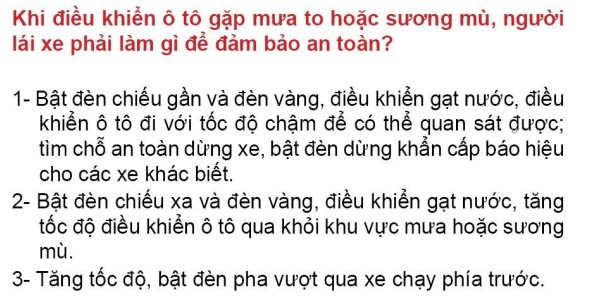 Khi điều khiển ô tô gặp mưa to hoặc sương mù, người
lái xe phải làm gì để đảm bảo an toàn?
1- Bật đèn chiếu gần và đèn vàng, điều khiển gạt nước, điều
khiển ô tô đi với tốc độ chậm để có thể quan sát được;
tìm chỗ an toàn dừng xe, bật đèn dừng khẩn cấp báo hiệu
cho các xe khác biết.
2- Bật đèn chiếu xa và đèn vàng, điều khiển gạt nước, tăng
tốc độ điều khiển ô tô qua khỏi khu vực mưa hoặc sương
mù.
3- Tăng tốc độ, bật đèn pha vượt qua xe chạy phía trước.